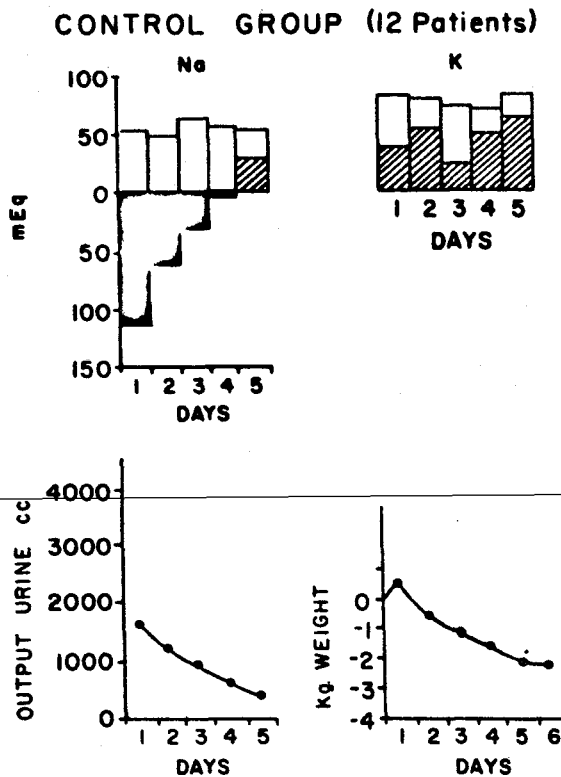 CONTROL GROUP (12 Patients)
Na
K
100
50
0
50
100
150
mEq
1 2 3 4 5
DAYS
1 2 3 4 5
DAYS
4000
3000
2000
1000
0
OUTPUT URINE CC
1 2 3 4 5
DAYS
0
-1
-2
-3
-4
Kg. WEIGHT
1 2 3 4 5 6
DAYS